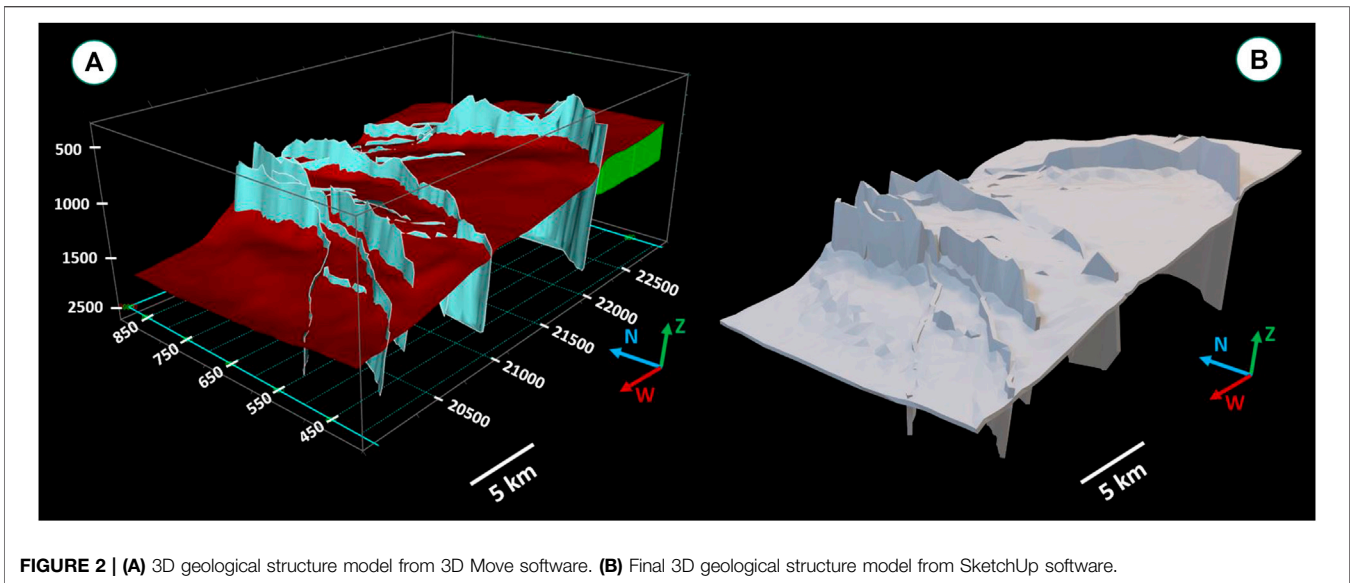 A
B
500
1000
1500
2500
850
750
650
550
450
20500
21000
21500
22000
22500
N
Z
W
5 km
N
Z
W
5 km
FIGURE 2 | (A) 3D geological structure model from 3D Move software. (B) Final 3D geological structure model from SketchUp software.